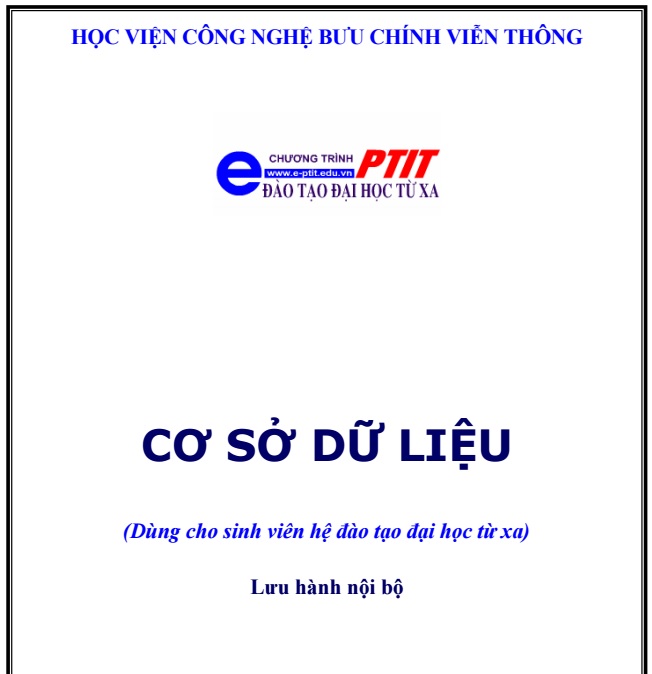 HỌC VIỆN CÔNG NGHỆ BƯU CHÍNH VIỄN THÔNG
e CHƯƠNG TRÌNH PTIT
www.e-ptit.edu.vn
ĐÀO TẠO ĐẠI HỌC TỪ XA
CƠ SỞ DỮ LIỆU
(Dùng cho sinh viên hệ đào tạo đại học từ xa)
Lưu hành nội bộ